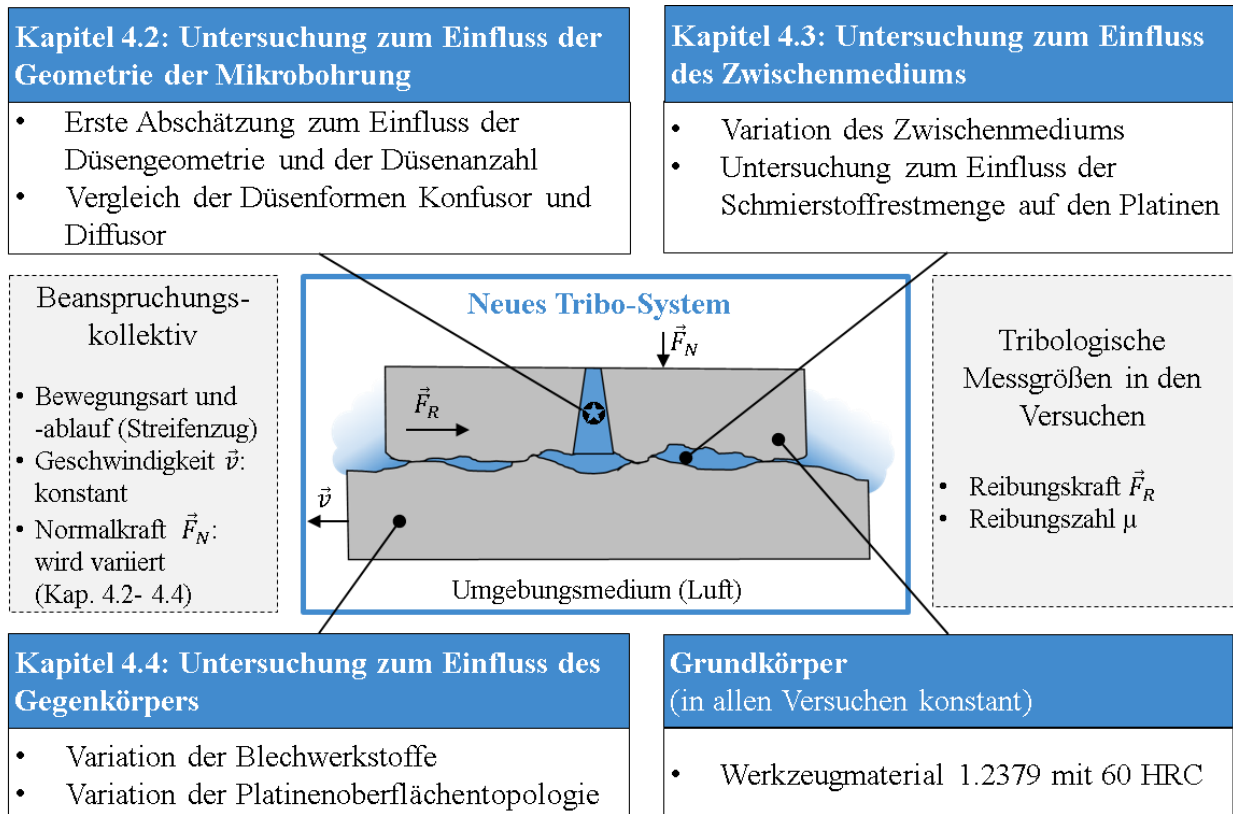 Kapitel 4.2: Untersuchung zum Einfluss der
Geometrie der Mikrobohrung
• Erste Abschätzung zum Einfluss der
Düsengeometrie und der Düsenanzahl
• Vergleich der Düsenformen Konfusor und
Diffusor
Kapitel 4.3: Untersuchung zum Einfluss
des Zwischenmediums
• Variation des Zwischenmediums
• Untersuchung zum Einfluss der
Schmierstoffrestmenge auf den Platinen
Beanspruchungs-
kollektiv
• Bewegungsart und
-ablauf (Streifenzug)
• Geschwindigkeit v⃗:
konstant
• Normalkraft F⃗_N:
wird variiert
(Kap. 4.2- 4.4)
Neues Tribo-System
F⃗_N
F⃗_R
v⃗
Umgebungsmedium (Luft)
Tribologische
Messgrößen in den
Versuchen
• Reibungskraft F⃗_R
• Reibungszahl µ
Kapitel 4.4: Untersuchung zum Einfluss des
Gegenkörpers
• Variation der Blechwerkstoffe
• Variation der Platinenoberflächentopologie
Grundkörper
(in allen Versuchen konstant)
• Werkzeugmaterial 1.2379 mit 60 HRC